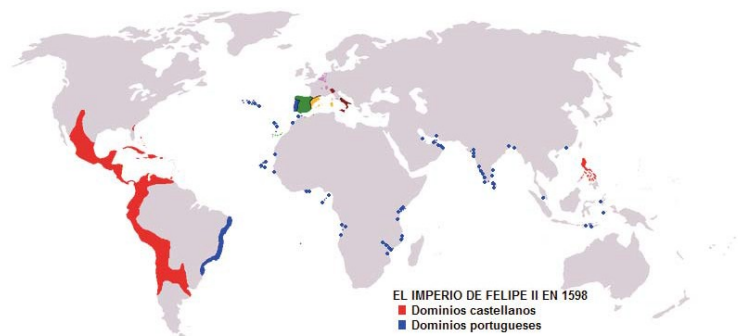 EL IMPERIO DE FELIPE II EN 1598
Dominios castellanos
Dominios portugueses